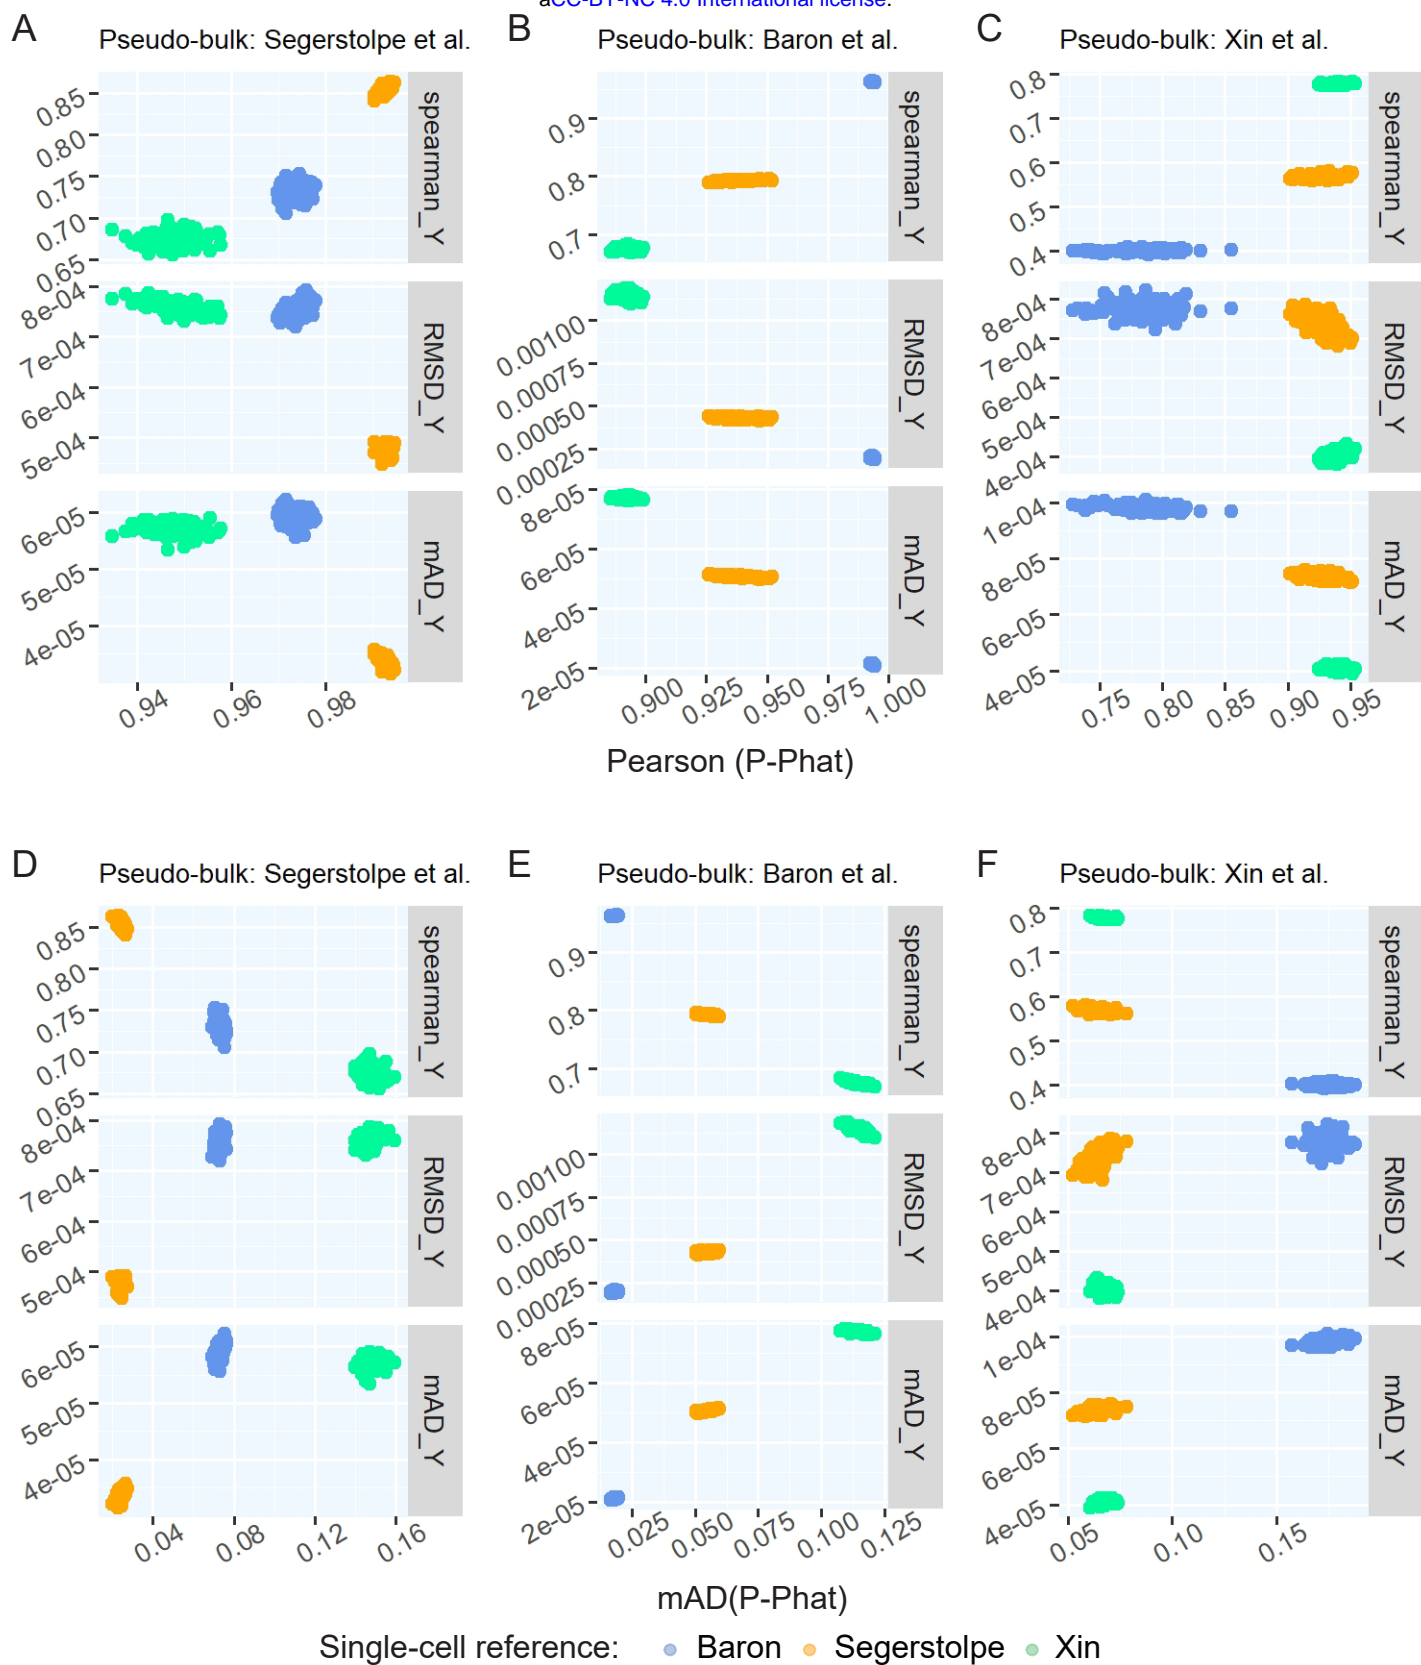 aCC-BY-NC 4.0 International license.
A
Pseudo-bulk: Segerstolpe et al.
0.85
0.80
0.75
0.70
0.65
spearman_Y
8e-04
7e-04
6e-04
5e-04
RMSD_Y
6e-05
5e-05
4e-05
mAD_Y
0.94
0.96
0.98
B
Pseudo-bulk: Baron et al.
0.9
0.8
0.7
spearman_Y
0.00100
0.00075
0.00050
0.00025
RMSD_Y
8e-05
6e-05
4e-05
2e-05
mAD_Y
0.900
0.925
0.950
0.975
1.000
C
Pseudo-bulk: Xin et al.
0.8
0.7
0.6
0.5
0.4
spearman_Y
8e-04
7e-04
6e-04
5e-04
4e-04
RMSD_Y
1e-04
8e-05
6e-05
4e-05
mAD_Y
0.75
0.80
0.85
0.90
0.95
Pearson (P-Phat)
D
Pseudo-bulk: Segerstolpe et al.
0.85
0.80
0.75
0.70
0.65
spearman_Y
8e-04
7e-04
6e-04
5e-04
RMSD_Y
6e-05
5e-05
4e-05
mAD_Y
0.04
0.08
0.12
0.16
E
Pseudo-bulk: Baron et al.
0.9
0.8
0.7
spearman_Y
0.00100
0.00075
0.00050
0.00025
RMSD_Y
8e-05
6e-05
4e-05
2e-05
mAD_Y
0.025
0.050
0.075
0.100
0.125
F
Pseudo-bulk: Xin et al.
0.8
0.7
0.6
0.5
0.4
spearman_Y
8e-04
7e-04
6e-04
5e-04
4e-04
RMSD_Y
1e-04
8e-05
6e-05
4e-05
mAD_Y
0.05
0.10
0.15
mAD(P-Phat)
Single-cell reference: Baron Segerstolpe Xin